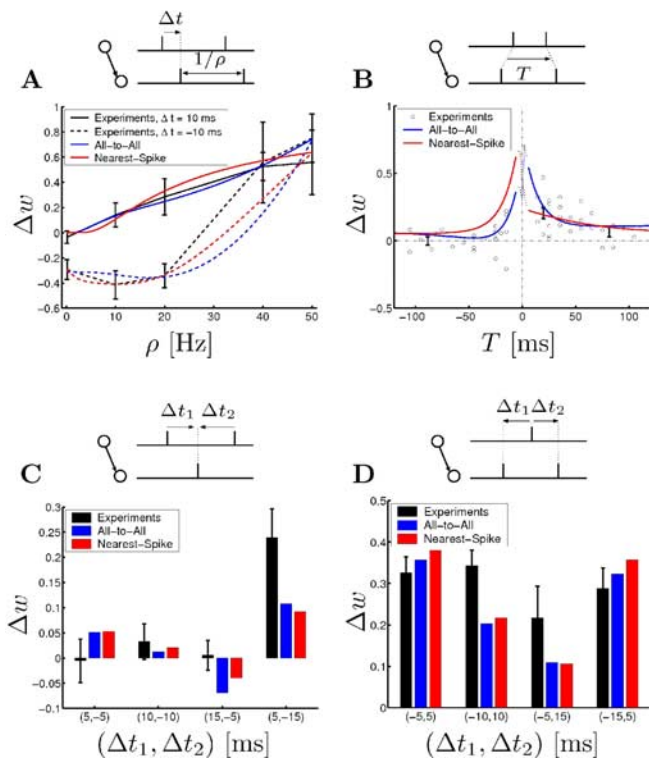 A
Δt
1/ρ
Experiments, Δ t = 10 ms
Experiments, Δ t = −10 ms
All−to−All
Nearest−Spike
1
0.8
0.6
0.4
0.2
0
−0.2
−0.4
−0.6
Δw
0 10 20 30 40 50
ρ [Hz]
B
T
Experiments
All−to−All
Nearest−Spike
1
0.5
0
−0.5
Δw
−100 −50 0 50 100
T [ms]
C
Δt₁ Δt₂
Experiments
All−to−All
Nearest−Spike
0.3
0.25
0.2
0.15
0.1
0.05
0
−0.05
−0.1
Δw
(5,−5) (10,−10) (15,−5) (5,−15)
(Δt₁, Δt₂) [ms]
D
Δt₁ Δt₂
Experiments
All−to−All
Nearest−Spike
0.5
0.4
0.3
0.2
0.1
0
Δw
(−5,5) (−10,10) (−5,15) (−15,5)
(Δt₁, Δt₂) [ms]